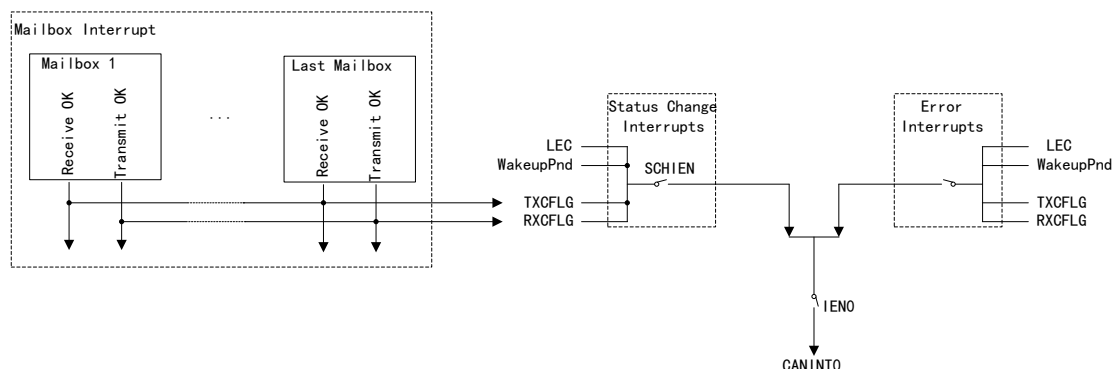 Mailbox Interrupt
Mailbox 1
Receive OK
Transmit OK
...
Last Mailbox
Receive OK
Transmit OK
Status Change
Interrupts
LEC
WakeupPnd
TXCFLG
RXCFLG
SCHIEN
Error
Interrupts
LEC
WakeupPnd
TXCFLG
RXCFLG
IEN0
CANINT0